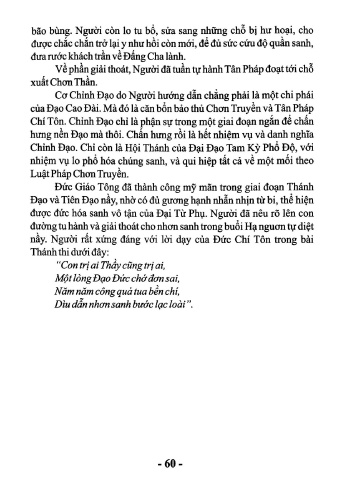 bão bùng. Người còn lo tu bổ, sửa sang những chỗ bị hư hoại, cho
được chắc chắn trở lại y như hồi còn mới, để đủ sức cứu độ quần sanh,
đưa rước khách trần về Đấng Cha lành.
Về phần giải thoát, Người đã tuần tự hành Tân Pháp đoạt tới chỗ
xuất Chơn Thần.
Cơ Chỉnh Đạo do Người hướng dẫn chẳng phải là một chi phái
của Đạo Cao Đài. Mà đó là căn bổn bảo thủ Chơn Truyền và Tân Pháp
Chí Tôn. Chỉnh Đạo chỉ là phận sự trong một giai đoạn ngắn để chấn
hưng nền Đạo mà thôi. Chấn hưng rồi là hết nhiệm vụ và danh nghĩa
Chỉnh Đạo. Chỉ còn là Hội Thánh của Đại Đạo Tam Kỳ Phổ Độ, với
nhiệm vụ lo phổ hóa chúng sanh, và qui hiệp tất cả về một mối theo
Luật Pháp Chơn Truyền.
Đức Giáo Tông đã thành công mỹ mãn trong giai đoạn Thánh
Đạo và Tiên Đạo nầy, nhờ có đủ gương hạnh nhẫn nhịn từ bi, thể hiện
được đức hóa sanh vô tận của Đại Từ Phụ. Người đã nêu rõ lên con
đường tu hành và giải thoát cho nhơn sanh trong buổi Hạ nguơn tự diệt
nầy. Người rất xứng đáng với lời dạy của Đức Chí Tôn trong bài
Thánh thi dưới đây:
"Con trị ai Thầy cũng trị ai,
Một lòng Đạo Đức chớ đơn sai,
Năm năm công quả tua bền chí,
Dìu dẫn nhơn sanh bước lạc loài".
- 60 -